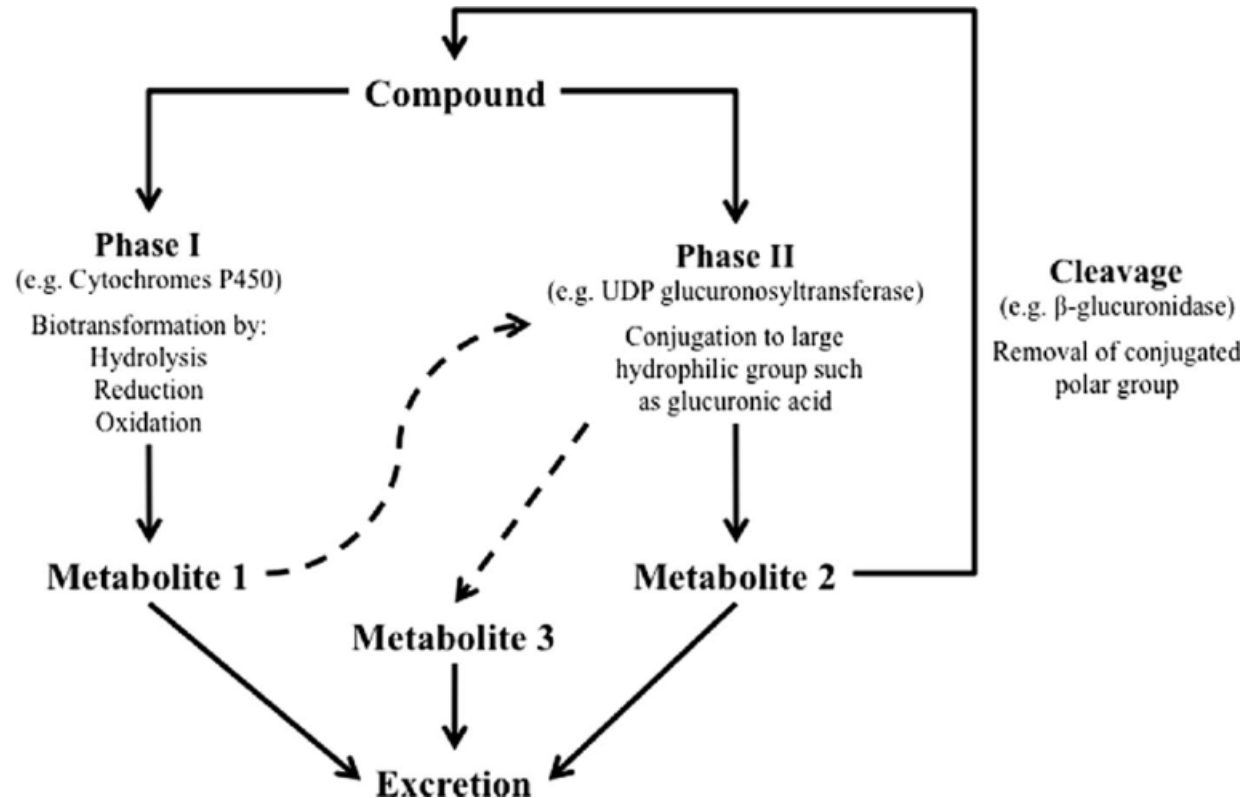 Compound
Phase I
(e.g. Cytochromes P450)
Biotransformation by:
Hydrolysis
Reduction
Oxidation
Phase II
(e.g. UDP glucuronosyltransferase)
Conjugation to large
hydrophilic group such
as glucuronic acid
Cleavage
(e.g. β-glucuronidase)
Removal of conjugated
polar group
Metabolite 1
Metabolite 2
Metabolite 3
Excretion